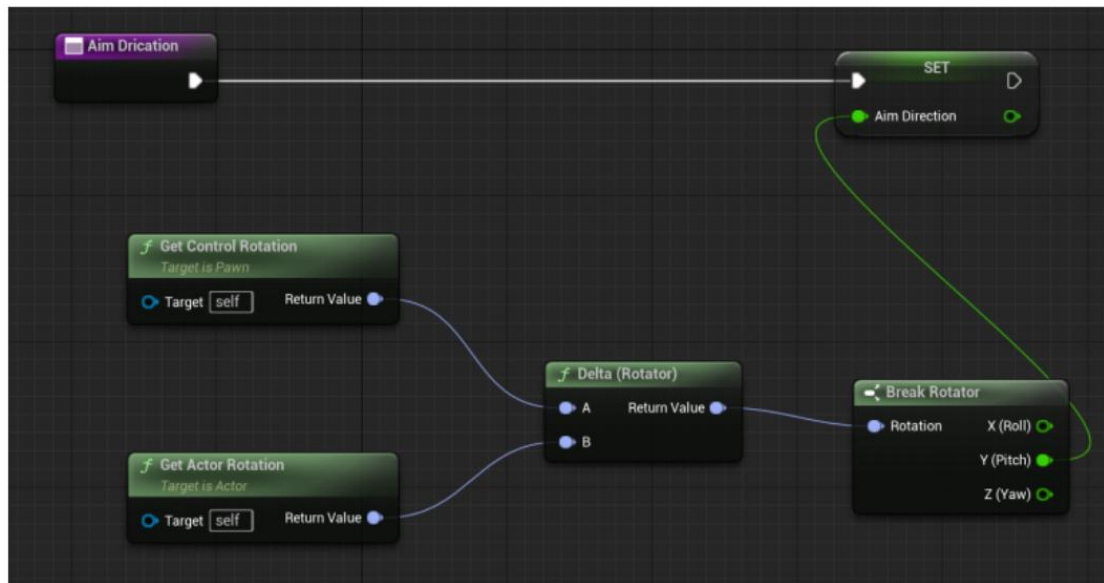 Aim Drication
SET
Aim Direction
f Get Control Rotation
Target is Pawn
Target self Return Value
f Delta (Rotator)
A Return Value
B
Break Rotator
Rotation X (Roll)
Y (Pitch)
Z (Yaw)
f Get Actor Rotation
Target is Actor
Target self Return Value